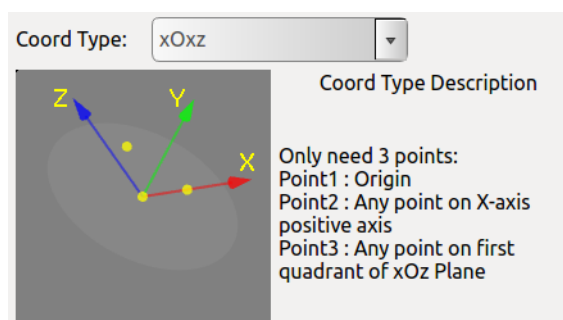 Coord Type: xOxz
Coord Type Description
Z
Y
X
Only need 3 points:
Point1 : Origin
Point2 : Any point on X-axis
positive axis
Point3 : Any point on first
quadrant of xOz Plane